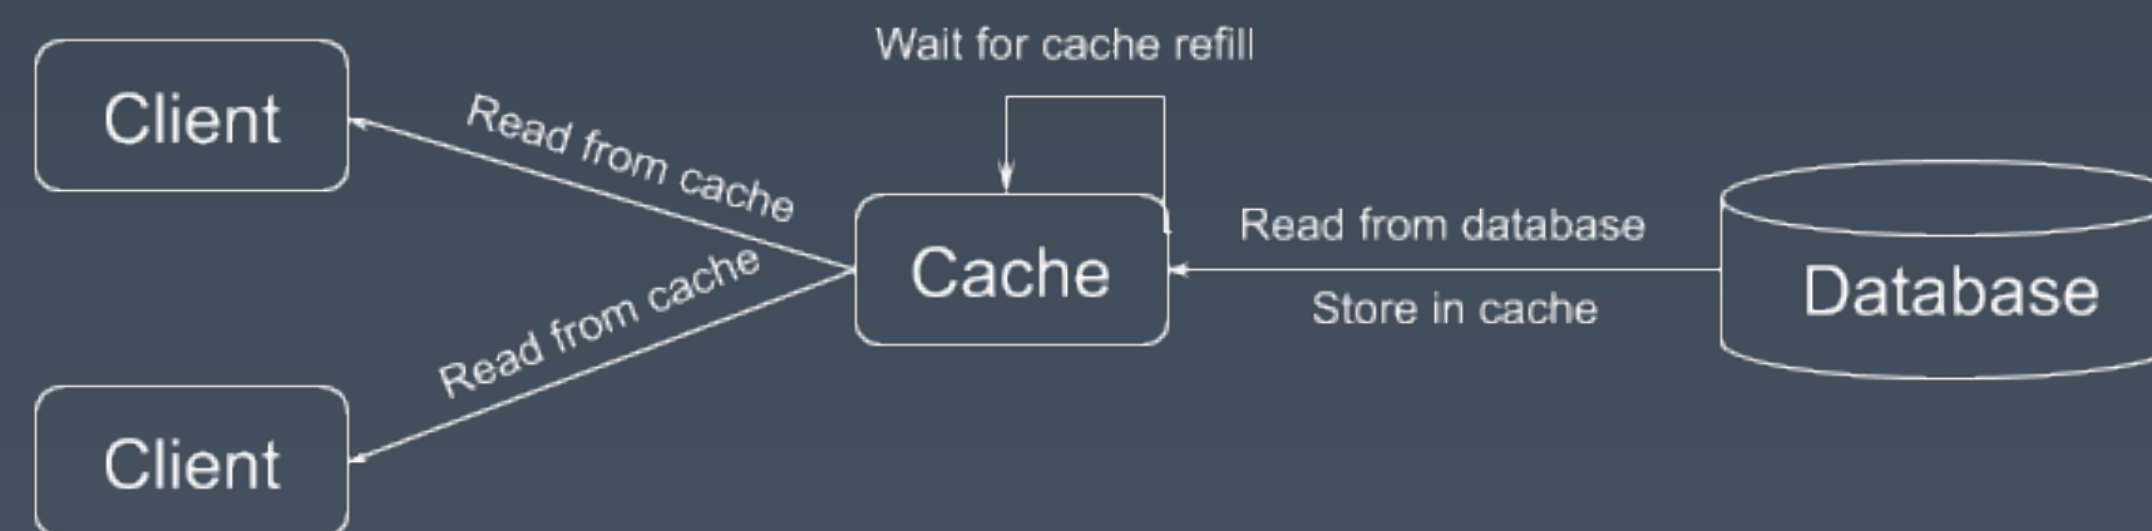 Wait for cache refill
Client
Read from cache
Read from database
Cache
Store in cache
Database
Read from cache
Client